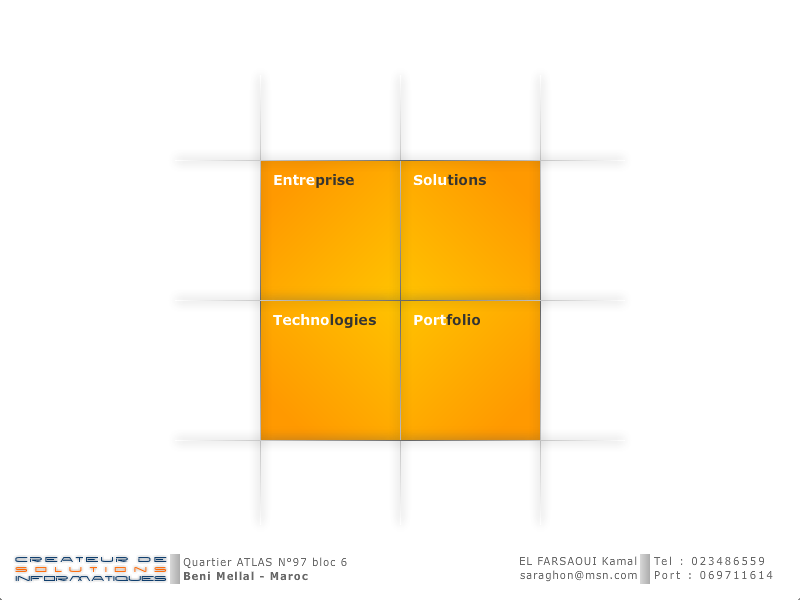 Entreprise
Solutions
Technologies
Portfolio
CREATEUR DE
SOLUTIONS
INFORMATIQUES
Quartier ATLAS N°97 bloc 6
Beni Mellal - Maroc
EL FARSAOUI Kamal
saraghon@msn.com
Tel : 023486559
Port : 069711614